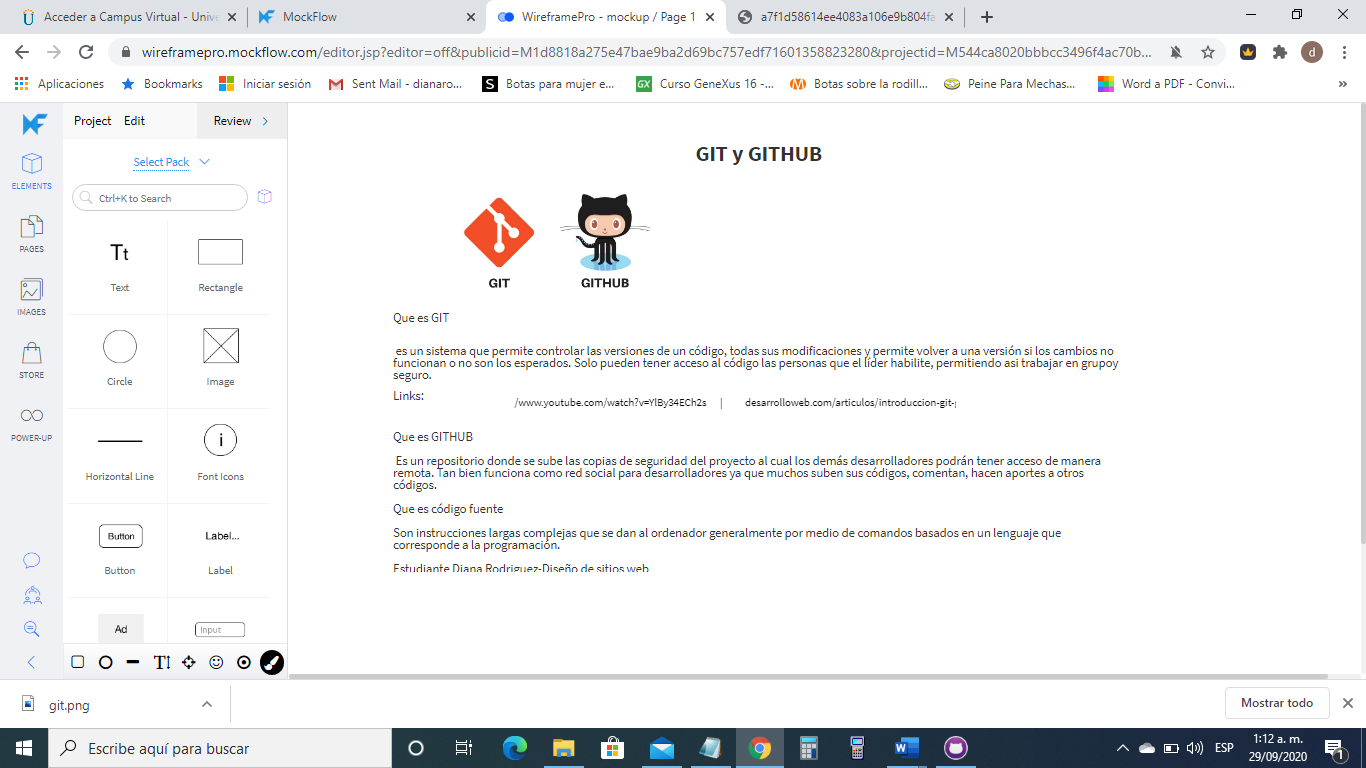 Acceder a Campus Virtual - Unive
MockFlow
WireframePro - mockup / Page 1
a7f1d58614ee4083a106e9b804fa
wireframepro.mockflow.com/editor.jsp?editor=off&publicid=M1d8818a275e47bae9ba2d69bc757edf71601358823280&projectid=M544ca8020bbbcc3496f4ac70b...
d
Aplicaciones
Bookmarks
Iniciar sesión
Sent Mail - dianaro...
S
Botas para mujer e...
GX
Curso GeneXus 16 -...
Botas sobre la rodill...
Peine Para Mechas...
Word a PDF - Convi...
»
Project Edit Review
ELEMENTS
PAGES
IMAGES
STORE
POWER-UP
Select Pack
Ctrl+K to Search
Tt
Text
Rectangle
Circle
Image
Horizontal Line
i
Font Icons
Button
Button
Label...
Label
Ad
Input
T
GIT y GITHUB
GIT
GITHUB
Que es GIT
es un sistema que permite controlar las versiones de un código, todas sus modificaciones y permite volver a una versión si los cambios no
funcionan o no son los esperados. Solo pueden tener acceso al código las personas que el líder habilite, permitiendo asi trabajar en grupoy
seguro.
Links:
/www.youtube.com/watch?v=YlBy34ECh2s | desarrolloweb.com/articulos/introduccion-git-g
Que es GITHUB
Es un repositorio donde se sube las copias de seguridad del proyecto al cual los demás desarrolladores podrán tener acceso de manera
remota. Tan bien funciona como red social para desarrolladores ya que muchos suben sus códigos, comentan, hacen aportes a otros
códigos.
Que es código fuente
Son instrucciones largas complejas que se dan al ordenador generalmente por medio de comandos basados en un lenguaje que
corresponde a la programación.
Estudiante Diana Rodriguez-Diseño de sitios web
git.png
Mostrar todo
Escribe aquí para buscar
W
ESP
1:12 a. m.
29/09/2020
1